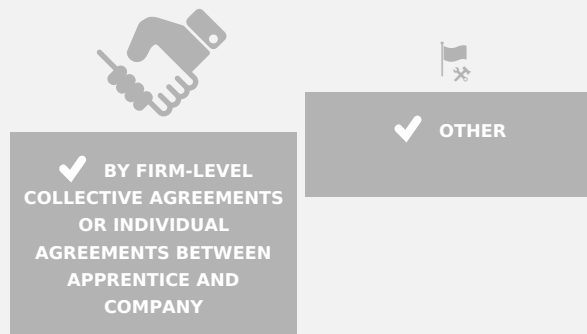 BY FIRM-LEVEL
COLLECTIVE AGREEMENTS
OR INDIVIDUAL
AGREEMENTS BETWEEN
APPRENTICE AND
COMPANY
OTHER